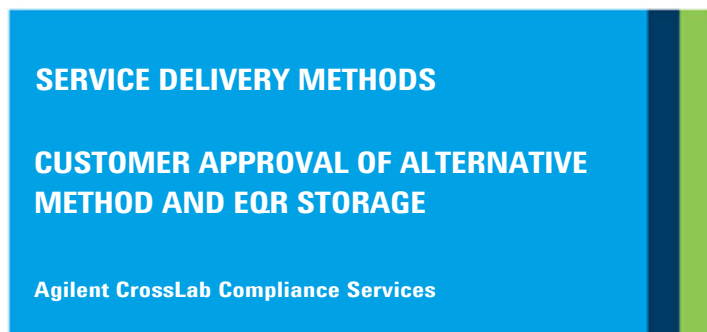 SERVICE DELIVERY METHODS
CUSTOMER APPROVAL OF ALTERNATIVE
METHOD AND EQR STORAGE
Agilent CrossLab Compliance Services